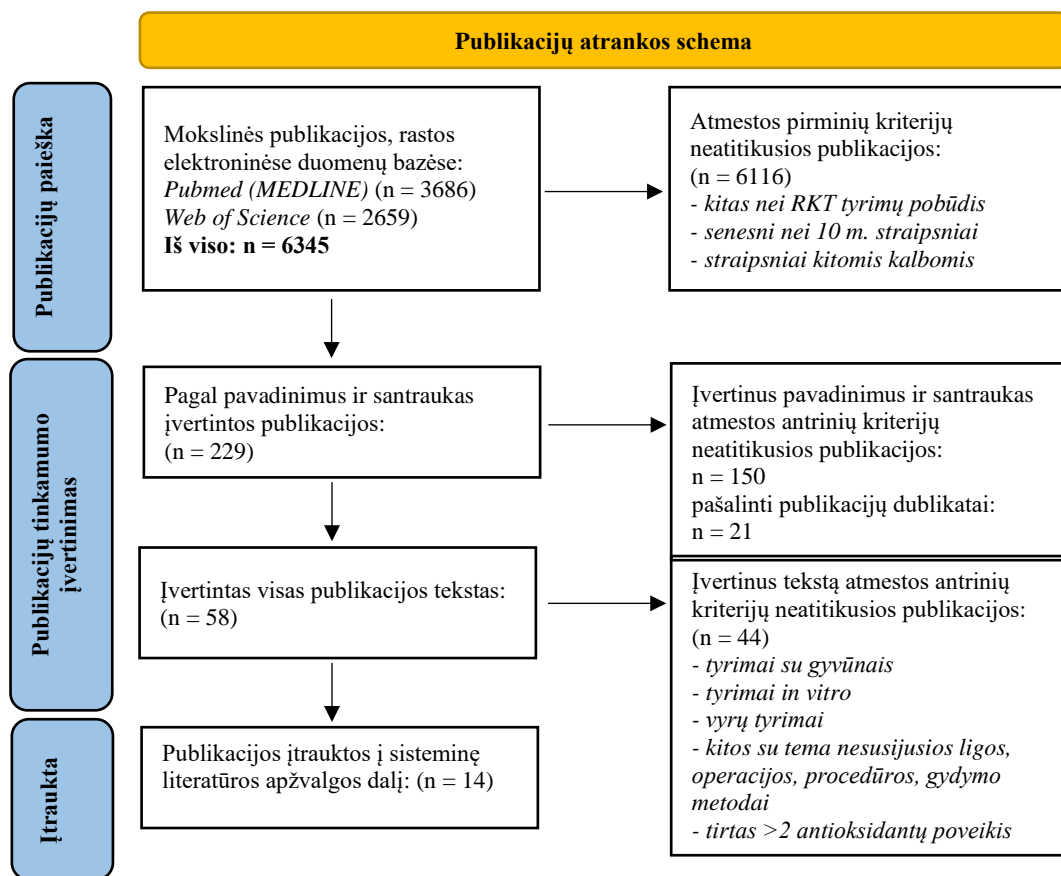 Publikacijų atrankos schema
Publikacijų paieška
Mokslinės publikacijos, rastos
elektroninėse duomenų bazėse:
Pubmed (MEDLINE) (n = 3686)
Web of Science (n = 2659)
Iš viso: n = 6345
Atmestos pirminių kriterijų
neatitikusios publikacijos:
(n = 6116)
- kitas nei RKT tyrimų pobūdis
- senesni nei 10 m. straipsniai
- straipsniai kitomis kalbomis
Publikacijų tinkamumo
įvertinimas
Pagal pavadinimus ir santraukas
įvertintos publikacijos:
(n = 229)
Įvertinus pavadinimus ir santraukas
atmestos antrinių kriterijų
neatitikusios publikacijos:
n = 150
pašalinti publikacijų dublikatai:
n = 21
Įvertintas visas publikacijos tekstas:
(n = 58)
Įvertinus tekstą atmestos antrinių
kriterijų neatitikusios publikacijos:
(n = 44)
- tyrimai su gyvūnais
- tyrimai in vitro
- vyrų tyrimai
- kitos su tema nesusijusios ligos,
operacijos, procedūros, gydymo
metodai
- tirtas >2 antioksidantų poveikis
Įtraukta
Publikacijos įtrauktos į sisteminę
literatūros apžvalgos dalį: (n = 14)